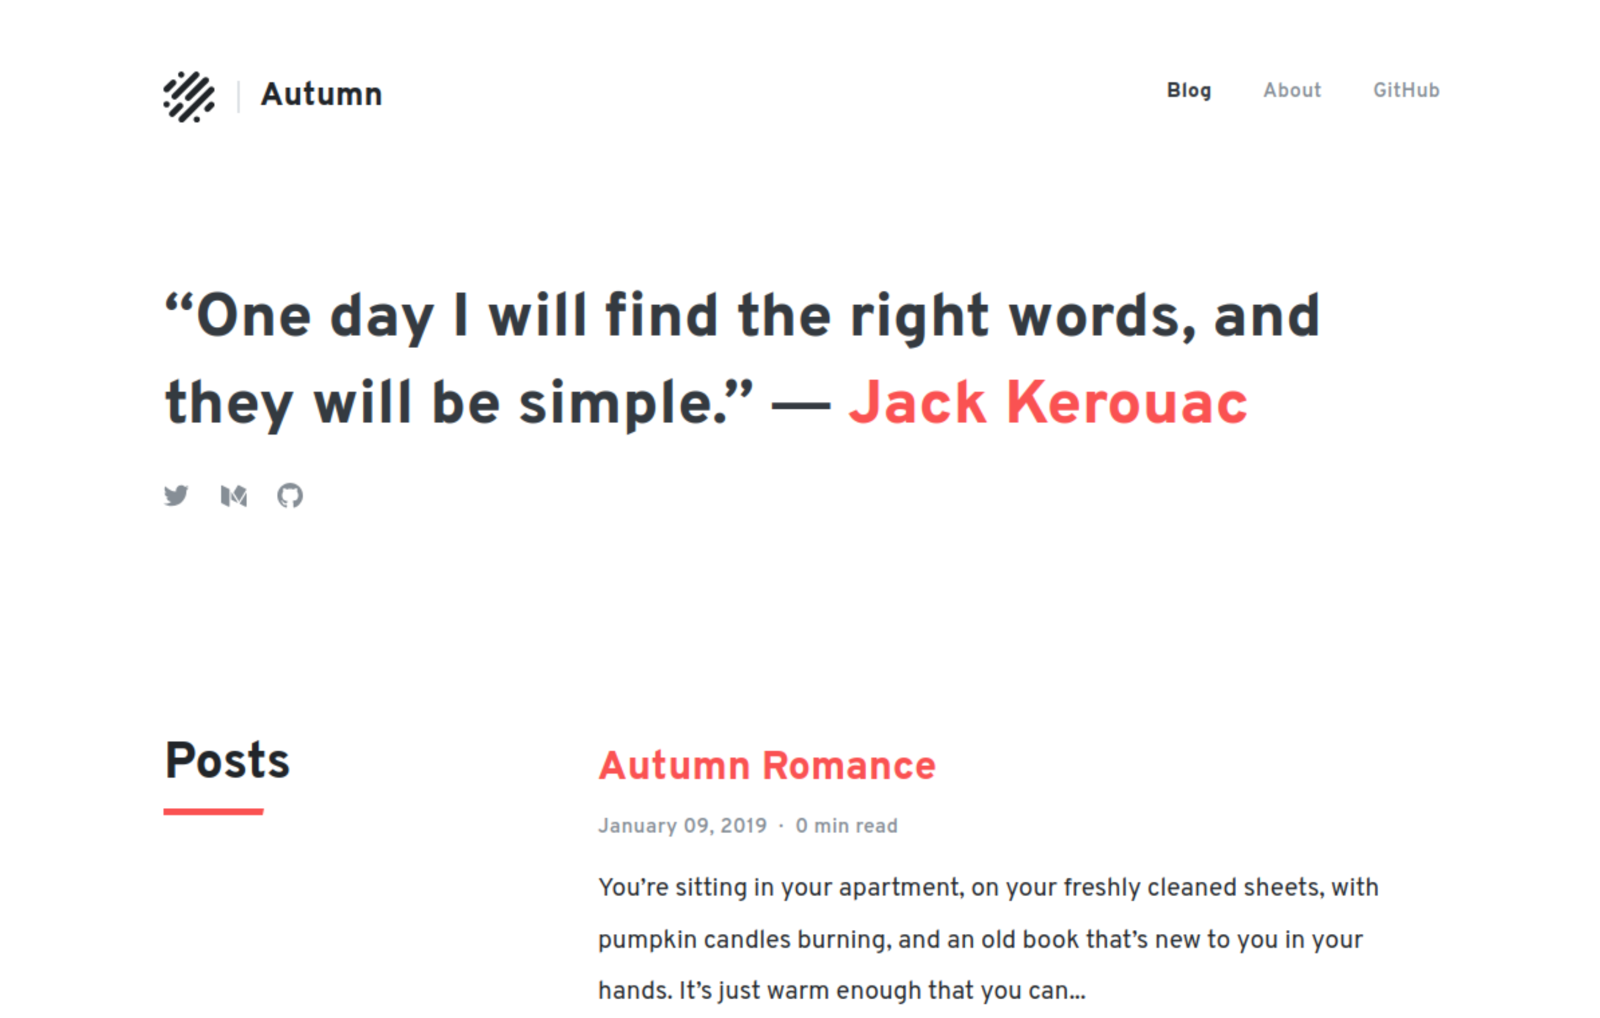 Autumn
Blog
About
GitHub
“One day I will find the right words, and
they will be simple.” — Jack Kerouac
Posts
Autumn Romance
January 09, 2019 · 0 min read
You’re sitting in your apartment, on your freshly cleaned sheets, with
pumpkin candles burning, and an old book that’s new to you in your
hands. It’s just warm enough that you can...